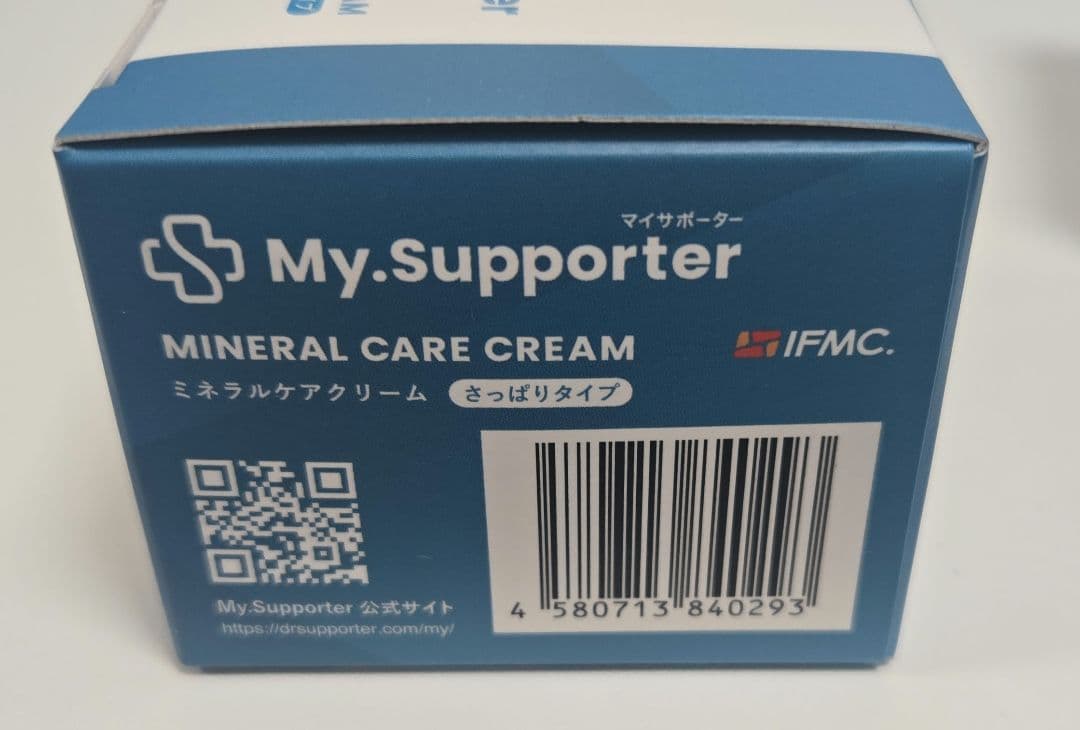 マイサポーター
My.Supporter
MINERAL CARE CREAM
IFMC.
ミネラルケアクリーム さっぱりタイプ
4 580713 840293
My.Supporter 公式サイト
https://drsupporter.com/my/